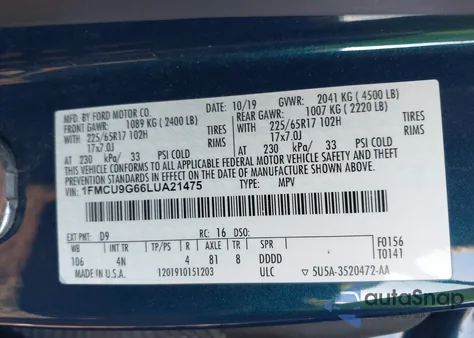 MFD. BY FORD MOTOR CO. DATE: 10/19 GVWR: 2041 KG ( 4500 LB)
FRONT GAWR: 1089 KG ( 2400 LB) REAR GAWR: 1007 KG ( 2220 LB)
WITH 225/65R17 102H TIRES WITH 225/65R17 102H TIRES
17x7.0J RIMS 17x7.0J RIMS
AT 230 kPa/ 33 PSI COLD AT 230 kPa/ 33 PSI COLD
THIS VEHICLE CONFORMS TO ALL APPLICABLE FEDERAL MOTOR VEHICLE
SAFETY AND THEFT PREVENTION STANDARDS IN EFFECT ON THE DATE OF MANUFACTURE SHOWN ABOVE.
VIN: 1FMCU9G66LUA21475 TYPE: MPV
EXT PNT: D9 RC: 16 DSO: F0156
WB INT TR TP/PS R AXLE TR SPR T0141
106 4N 4 81 8 DDDD
MADE IN U.S.A. 1201910151203 ULC ▽ 5U5A-3520472-AA
autoSnap